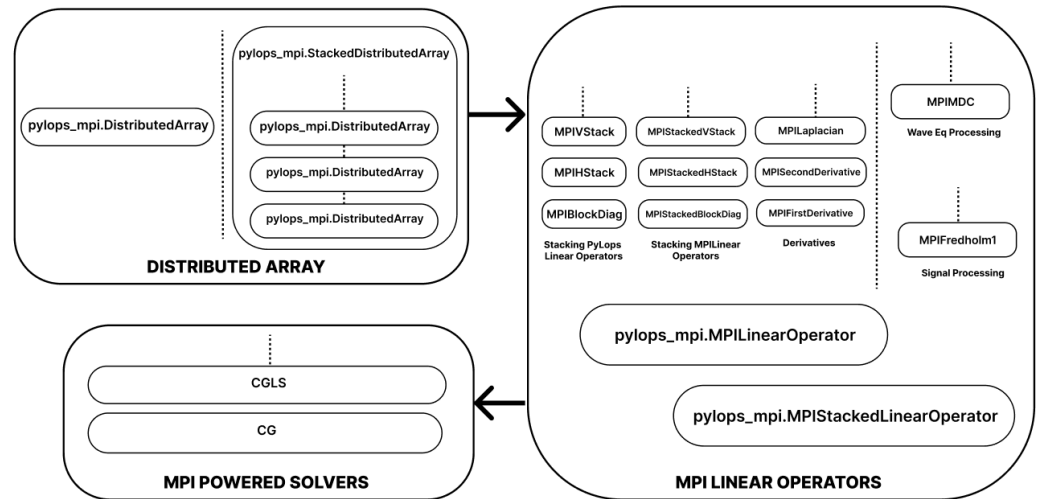 pylops_mpi.DistributedArray
pylops_mpi.StackedDistributedArray
pylops_mpi.DistributedArray
pylops_mpi.DistributedArray
pylops_mpi.DistributedArray
DISTRIBUTED ARRAY
MPIVStack
MPIHStack
MPIBlockDiag
Stacking PyLops
Linear Operators
MPIStackedVStack
MPIStackedHStack
MPIStackedBlockDiag
Stacking MPILinear
Operators
MPILaplacian
MPISecondDerivative
MPIFirstDerivative
Derivatives
MPIMDC
Wave Eq Processing
MPIFredholm1
Signal Processing
pylops_mpi.MPILinearOperator
pylops_mpi.MPIStackedLinearOperator
MPI LINEAR OPERATORS
CGLS
CG
MPI POWERED SOLVERS